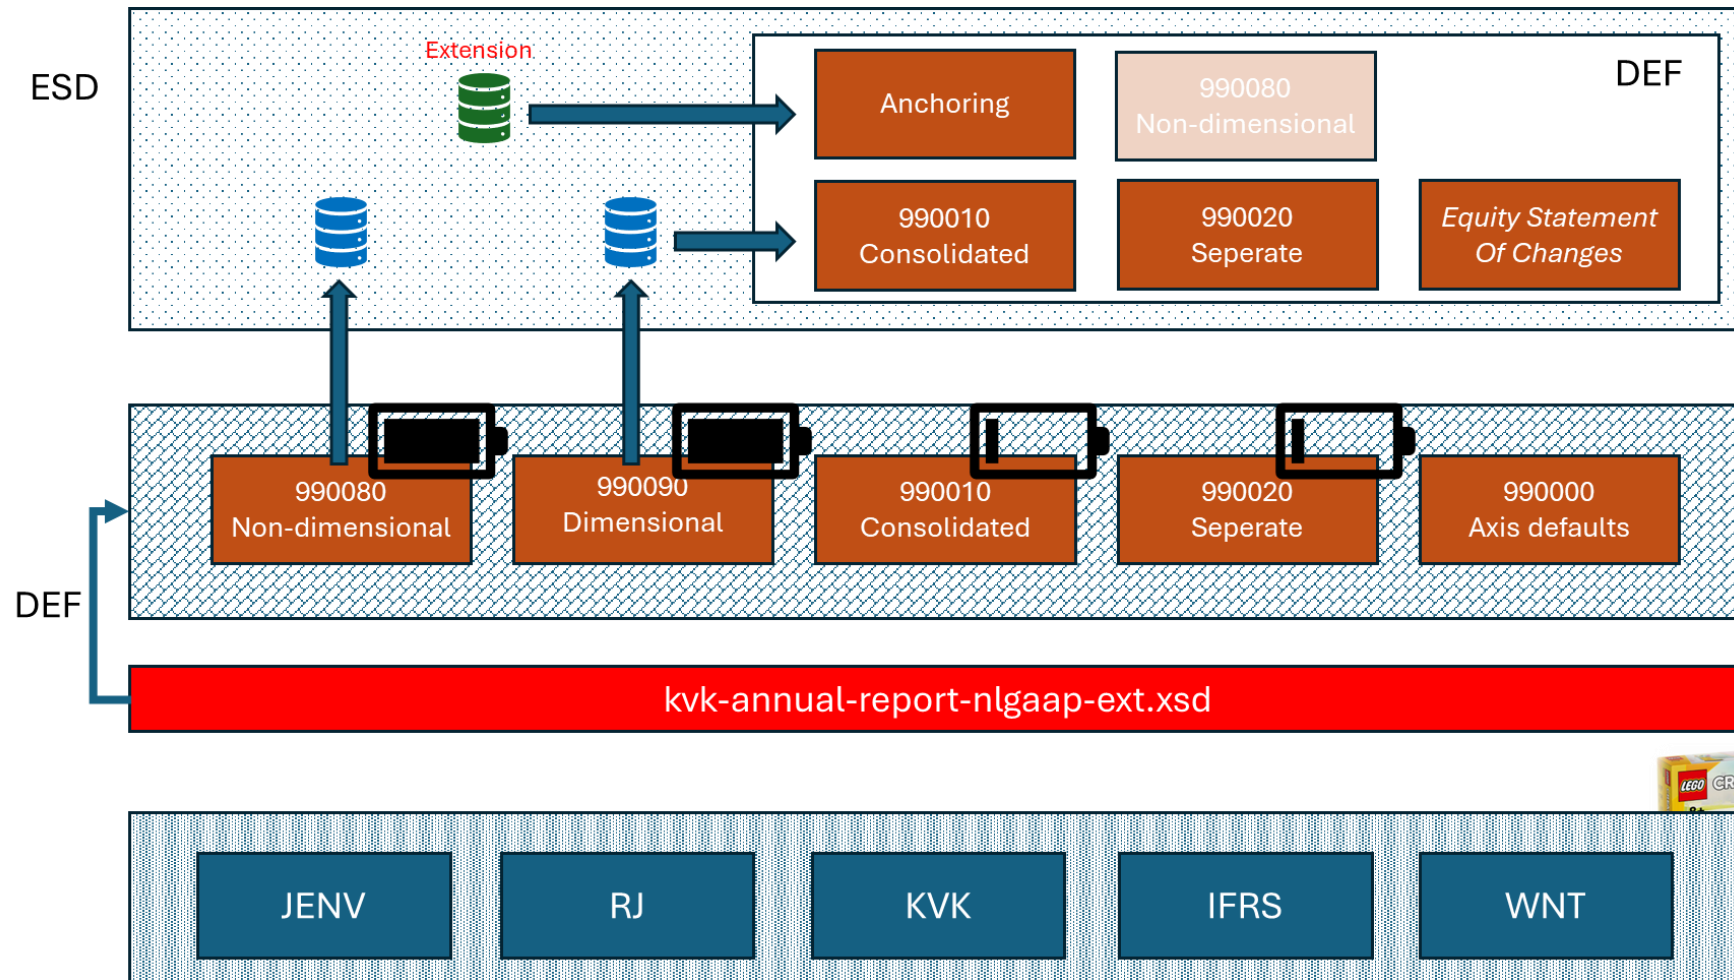 ESD
Extension
DEF
Anchoring
990080
Non-dimensional
990010
Consolidated
990020
Seperate
Equity Statement
Of Changes
990080
Non-dimensional
990090
Dimensional
990010
Consolidated
990020
Seperate
990000
Axis defaults
DEF
kvk-annual-report-nlgaap-ext.xsd
LEGO
JENV
RJ
KVK
IFRS
WNT